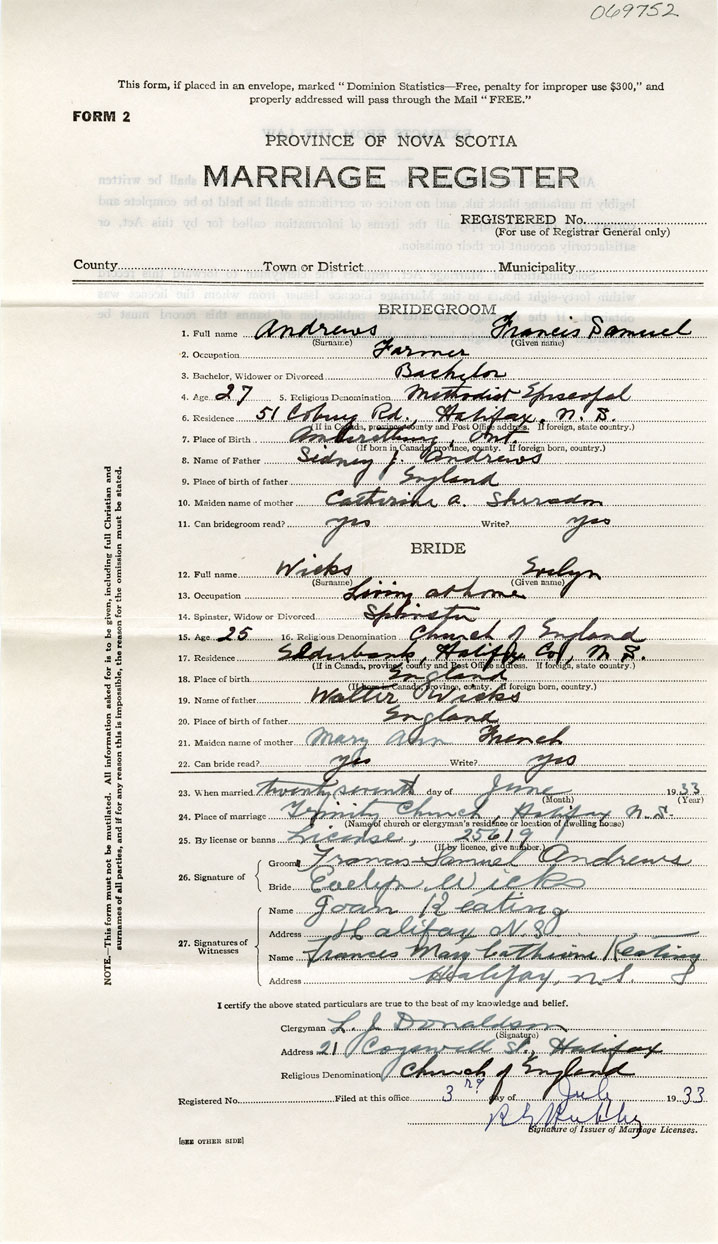 069752
This form, if placed in an envelope, marked "Dominion Statistics—Free, penalty for improper use $300," and
properly addressed will pass through the Mail "FREE."
FORM 2
PROVINCE OF NOVA SCOTIA
MARRIAGE REGISTER
REGISTERED No.
(For use of Registrar General only)
County Town or District Municipality
BRIDEGROOM
1. Full name Andrews Francis Samuel
(Surname) (Given name)
2. Occupation Farmer
3. Bachelor, Widower or Divorced Bachelor
4. Age 27 5. Religious Denomination Methodist Episcopal
6. Residence 51 Coburg Rd., Halifax, N. S.
(If in Canada, province, county and Post Office address. If foreign, state country.)
7. Place of Birth Amherstburg, Ont.
(If born in Canada, province, county. If foreign born, country.)
8. Name of Father Sidney J. Andrews
9. Place of birth of father England
10. Maiden name of mother Catherine A.
11. Can bridegroom read? yes Write? yes
BRIDE
12. Full name Wicks Evelyn
(Surname) (Given name)
13. Occupation Living at home
14. Spinster, Widow or Divorced Spinster
15. Age 25 16. Religious Denomination Church of England
17. Residence Elderbank, Halifax Co., N. S.
(If in Canada, province, county and Post Office address. If foreign, state country.)
18. Place of birth England
(If born in Canada, province, county. If foreign born, country.)
19. Name of father Walter Wicks
20. Place of birth of father England
21. Maiden name of mother Mary Ann French
22. Can bride read? yes Write? yes
23. When married twenty seventh day of June 1933
(Month) (Year)
24. Place of marriage Trinity Church, Halifax N.S.
(Name of church or clergyman's residence or location of dwelling house)
25. By license or banns License, 25619
(If by licence, give number.)
26. Signature of
Groom Francis Samuel Andrews
Bride Evelyn Wicks
27. Signatures of Witnesses
Name Joan Keating
Address Halifax N.S
Name Francis Mary Cathrine Keating
Address Halifax, N.S.
I certify the above stated particulars are true to the best of my knowledge and belief.
Clergyman L. J. Donaldson
(Signature)
Address 21 Cogswell St., Halifax
Religious Denomination Church of England
Registered No. Filed at this office 3rd day of July 1933
Signature of Issuer of Marriage Licenses.
[SEE OTHER SIDE]
NOTE.—This form must not be mutilated. All information asked for is to be given, including full Christian and
surnames of all parties, and if for any reason this is impossible, the reason for the omission must be stated.